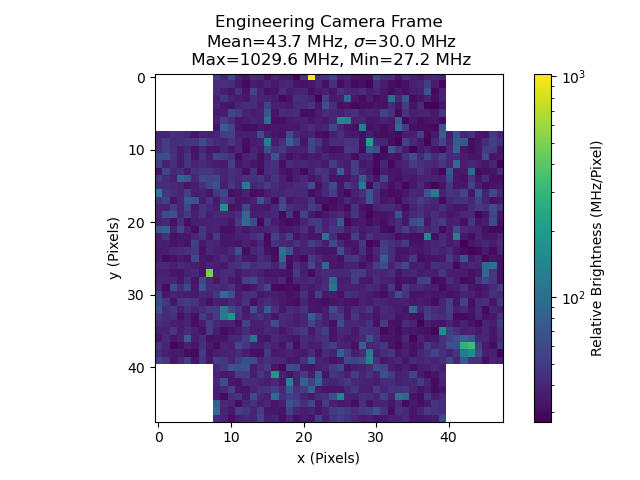 Engineering Camera Frame
Mean=43.7 MHz, σ=30.0 MHz
Max=1029.6 MHz, Min=27.2 MHz
0
10
20
30
40
y (Pixels)
0
10
20
30
40
x (Pixels)
10³
10²
Relative Brightness (MHz/Pixel)